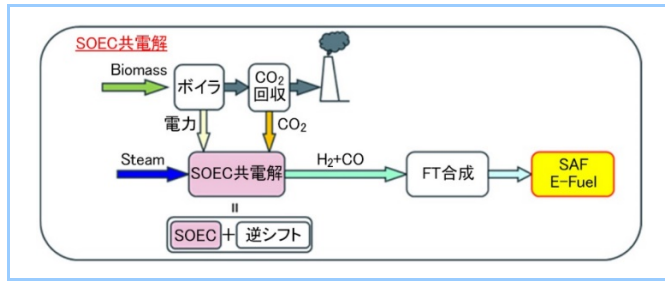 SOEC共電解
Biomass
ボイラ
CO2
回収
電力
CO2
Steam
SOEC共電解
H2+CO
FT合成
SAF
E-Fuel
=
SOEC+逆シフト